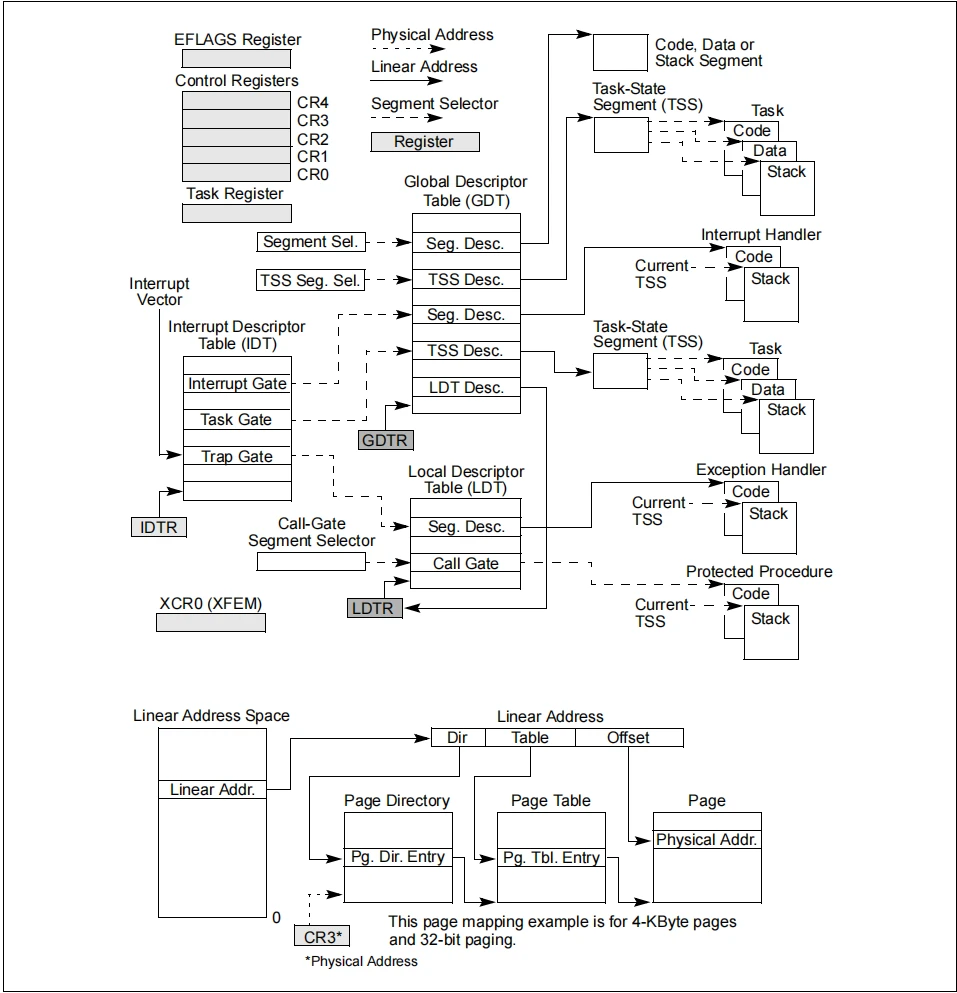 EFLAGS Register
Control Registers
CR4
CR3
CR2
CR1
CR0
Task Register
Physical Address
Linear Address
Segment Selector
Register
Global Descriptor
Table (GDT)
Segment Sel.
Seg. Desc.
TSS Seg. Sel.
TSS Desc.
Seg. Desc.
TSS Desc.
LDT Desc.
GDTR
Code, Data or
Stack Segment
Task-State
Segment (TSS)
Task
Code
Data
Stack
Interrupt Handler
Code
Current
TSS
Stack
Task-State
Segment (TSS)
Task
Code
Data
Stack
Interrupt
Vector
Interrupt Descriptor
Table (IDT)
Interrupt Gate
Task Gate
Trap Gate
IDTR
Local Descriptor
Table (LDT)
Seg. Desc.
Call-Gate
Segment Selector
Call Gate
LDTR
XCR0 (XFEM)
Exception Handler
Code
Current
TSS
Stack
Protected Procedure
Code
Current
TSS
Stack
Linear Address Space
Linear Addr.
0
Linear Address
Dir
Table
Offset
Page Directory
Pg. Dir. Entry
Page Table
Pg. Tbl. Entry
Page
Physical Addr.
CR3*
*Physical Address
This page mapping example is for 4-KByte pages
and 32-bit paging.